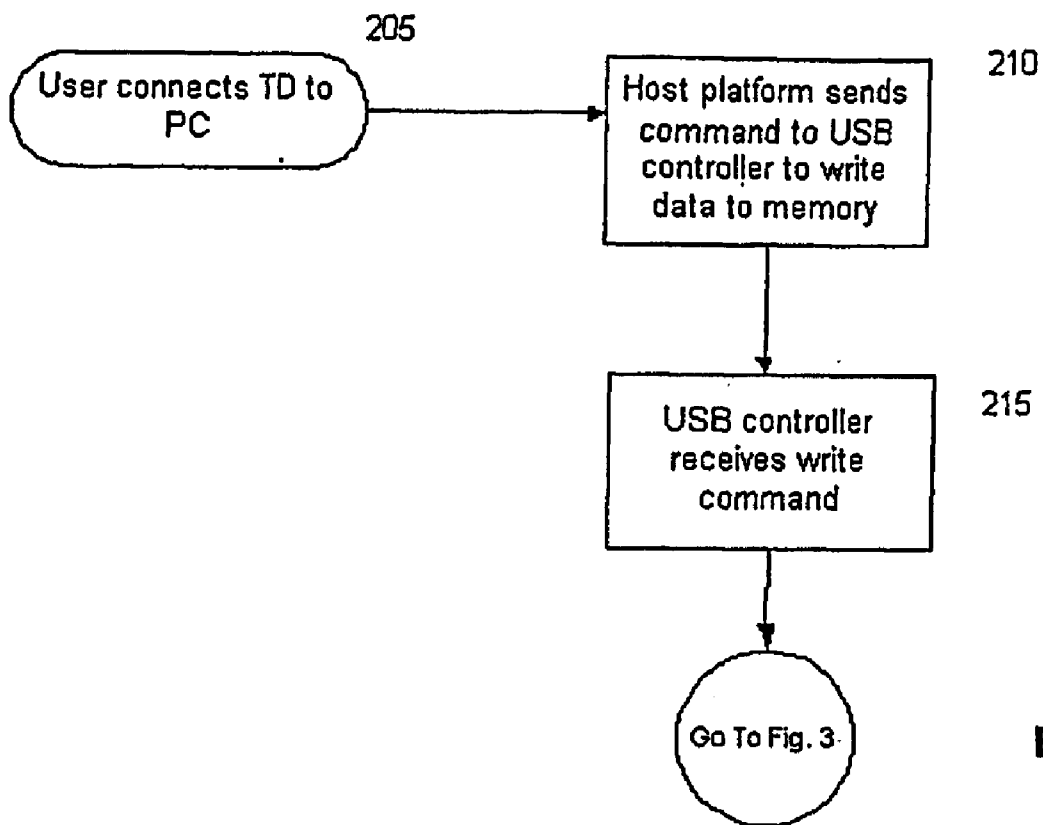 205
User connects TD to
PC
210
Host platform sends
command to USB
controller to write
data to memory
215
USB controller
receives write
command
Go To Fig. 3